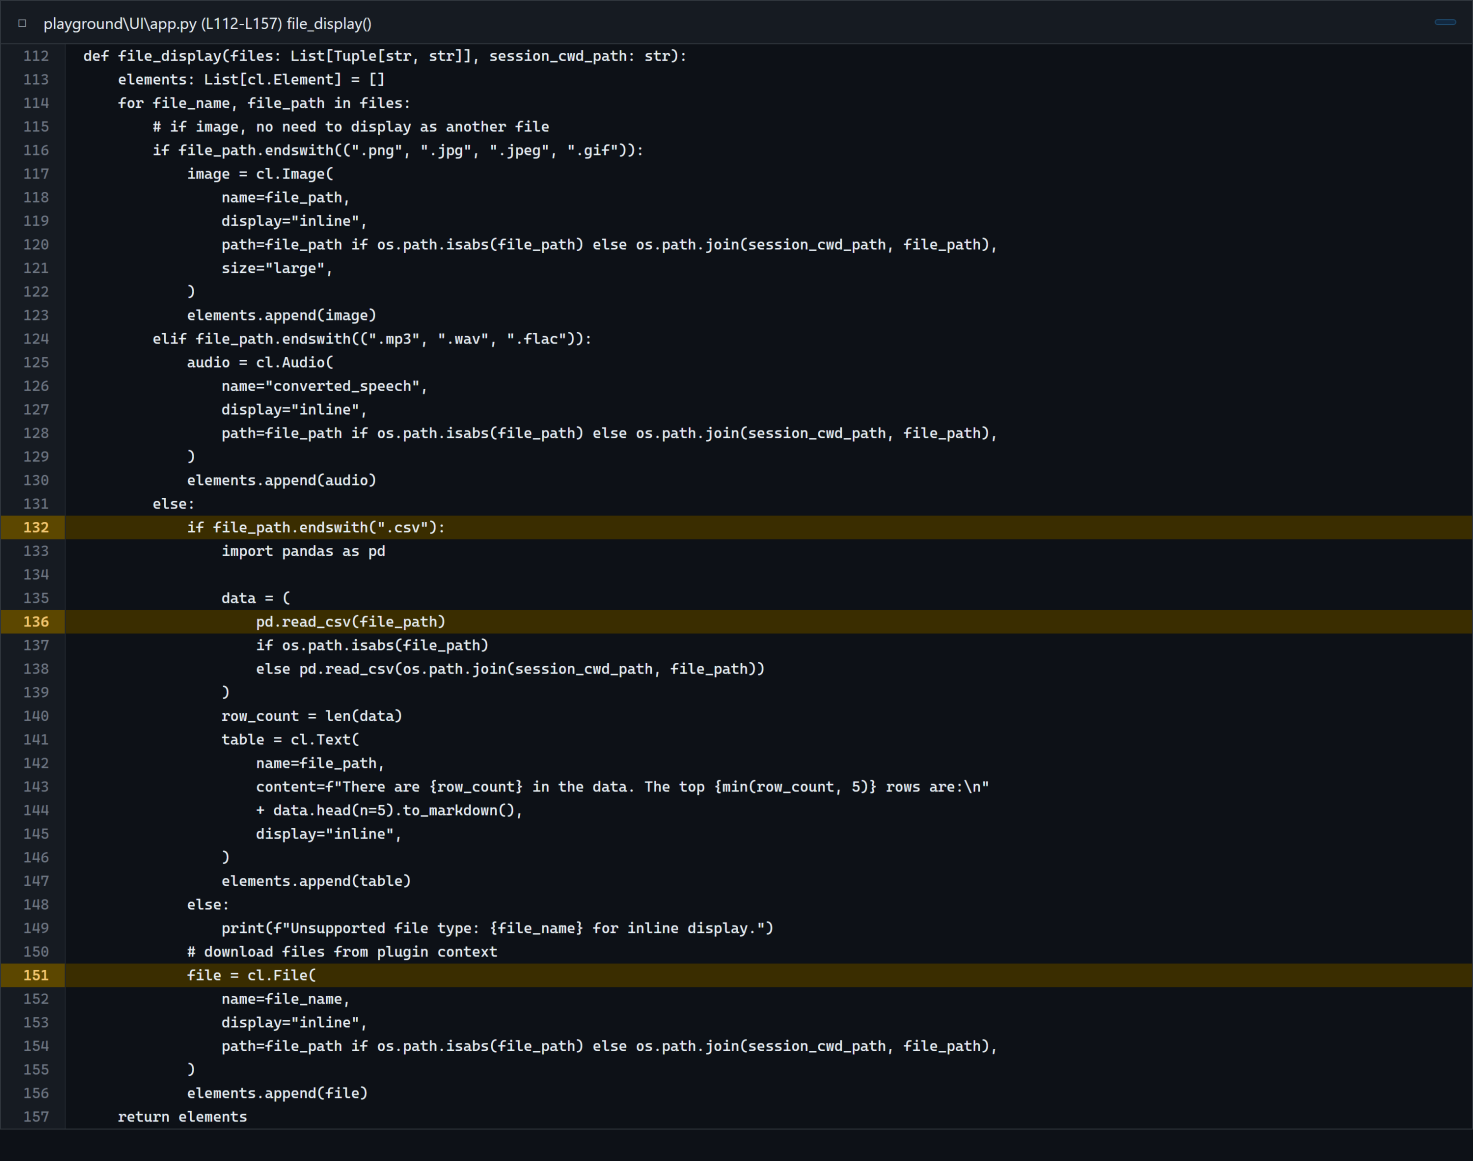 playground\UI\app.py (L112-L157) file_display()
112 def file_display(files: List[Tuple[str, str]], session_cwd_path: str):
113     elements: List[cl.Element] = []
114     for file_name, file_path in files:
115         # if image, no need to display as another file
116         if file_path.endswith((".png", ".jpg", ".jpeg", ".gif")):
117             image = cl.Image(
118                 name=file_path,
119                 display="inline",
120                 path=file_path if os.path.isabs(file_path) else os.path.join(session_cwd_path, file_path),
121                 size="large",
122             )
123             elements.append(image)
124         elif file_path.endswith((".mp3", ".wav", ".flac")):
125             audio = cl.Audio(
126                 name="converted_speech",
127                 display="inline",
128                 path=file_path if os.path.isabs(file_path) else os.path.join(session_cwd_path, file_path),
129             )
130             elements.append(audio)
131         else:
132             if file_path.endswith(".csv"):
133                 import pandas as pd
134
135                 data = (
136                     pd.read_csv(file_path)
137                     if os.path.isabs(file_path)
138                     else pd.read_csv(os.path.join(session_cwd_path, file_path))
139                 )
140                 row_count = len(data)
141                 table = cl.Text(
142                     name=file_path,
143                     content=f"There are {row_count} in the data. The top {min(row_count, 5)} rows are:\n"
144                     + data.head(n=5).to_markdown(),
145                     display="inline",
146                 )
147                 elements.append(table)
148             else:
149                 print(f"Unsupported file type: {file_name} for inline display.")
150             # download files from plugin context
151             file = cl.File(
152                 name=file_name,
153                 display="inline",
154                 path=file_path if os.path.isabs(file_path) else os.path.join(session_cwd_path, file_path),
155             )
156             elements.append(file)
157     return elements